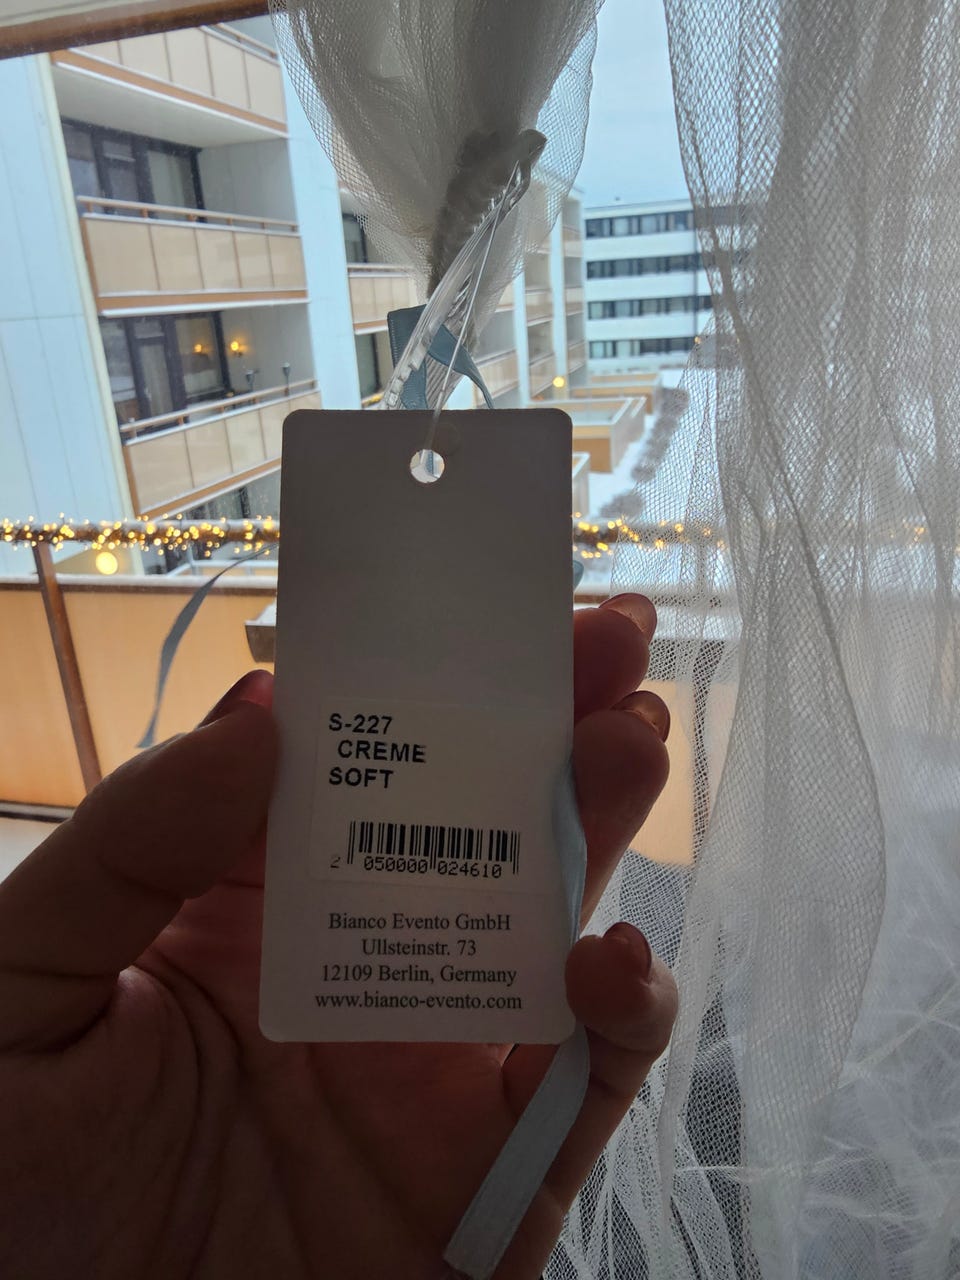 S-227
CREME
SOFT
2 050000 024610
Bianco Evento GmbH
Ullsteinstr. 73
12109 Berlin, Germany
www.bianco-evento.com